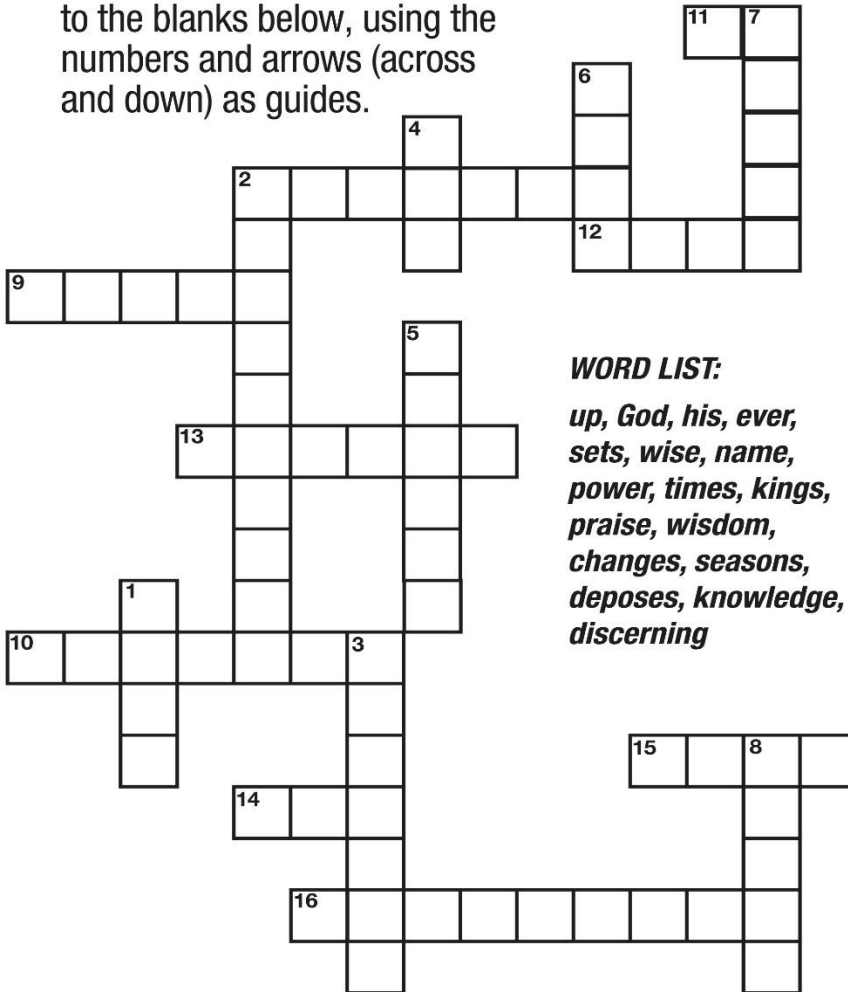 to the blanks below, using the
numbers and arrows (across
and down) as guides.
11 7
6
4
2
12
9
5
WORD LIST:
up, God, his, ever,
sets, wise, name,
13
power, times, kings,
praise, wisdom,
changes, seasons,
1
deposes, knowledge,
10 3
discerning
15 8
14
16